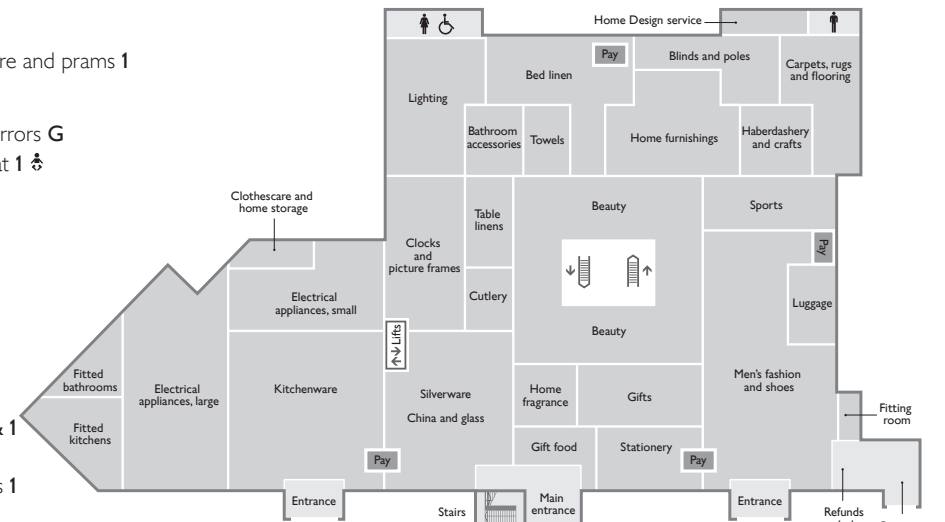 re and prams 1
rrors G
at 1
1
s 1
Home Design service
Pay
Blinds and poles
Carpets, rugs
and flooring
Bed linen
Lighting
Bathroom
accessories
Towels
Home furnishings
Haberdashery
and crafts
Clothescare and
home storage
Table
linens
Beauty
Sports
Clocks
and
picture frames
Pay
Cutlery
Luggage
Electrical
appliances, small
Lifts
Beauty
Fitted
bathrooms
Electrical
appliances, large
Kitchenware
Silverware
China and glass
Home
fragrance
Gifts
Men's fashion
and shoes
Fitting
room
Fitted
kitchens
Gift food
Stationery
Pay
Pay
Entrance
Stairs
Main
entrance
Entrance
Refunds